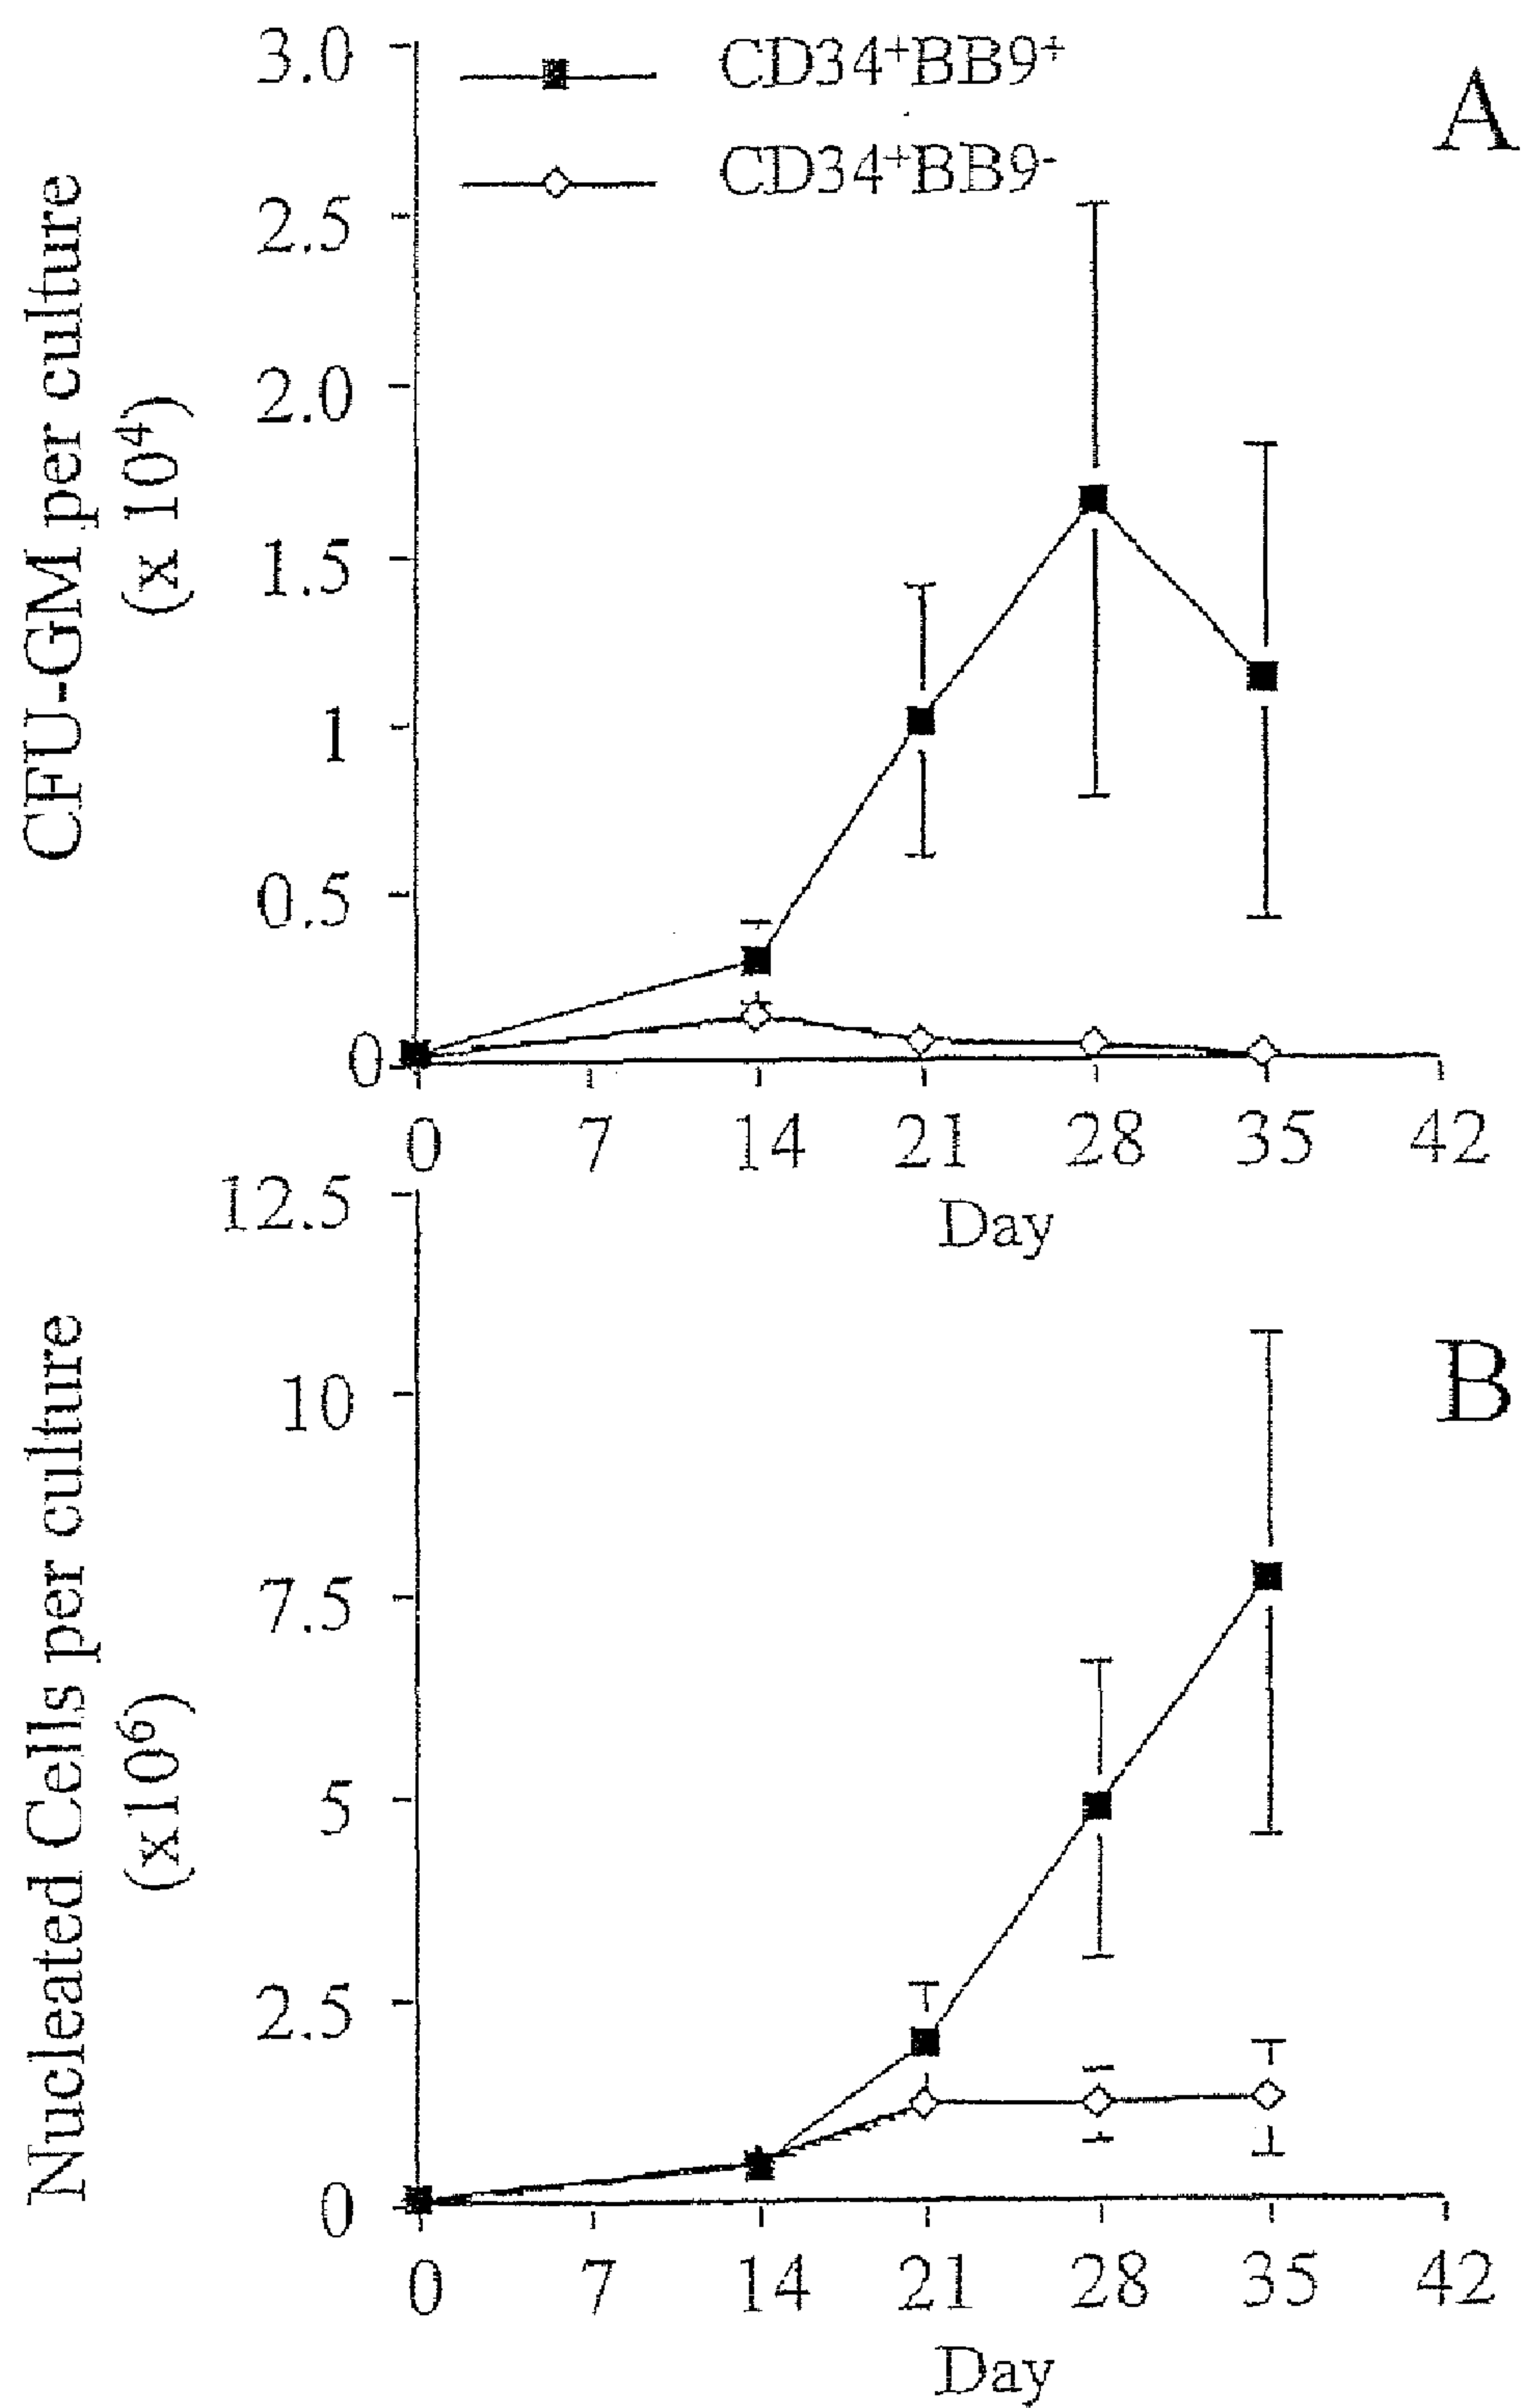 CD34⁺BB9⁺
CD34⁺BB9⁻
A
CFU-GM per culture
(x 10⁴)
3.0
2.5
2.0
1.5
1
0.5
0
0 7 14 21 28 35 42
Day
B
Nucleated Cells per culture
(x10⁶)
12.5
10
7.5
5
2.5
0
0 7 14 21 28 35 42
Day